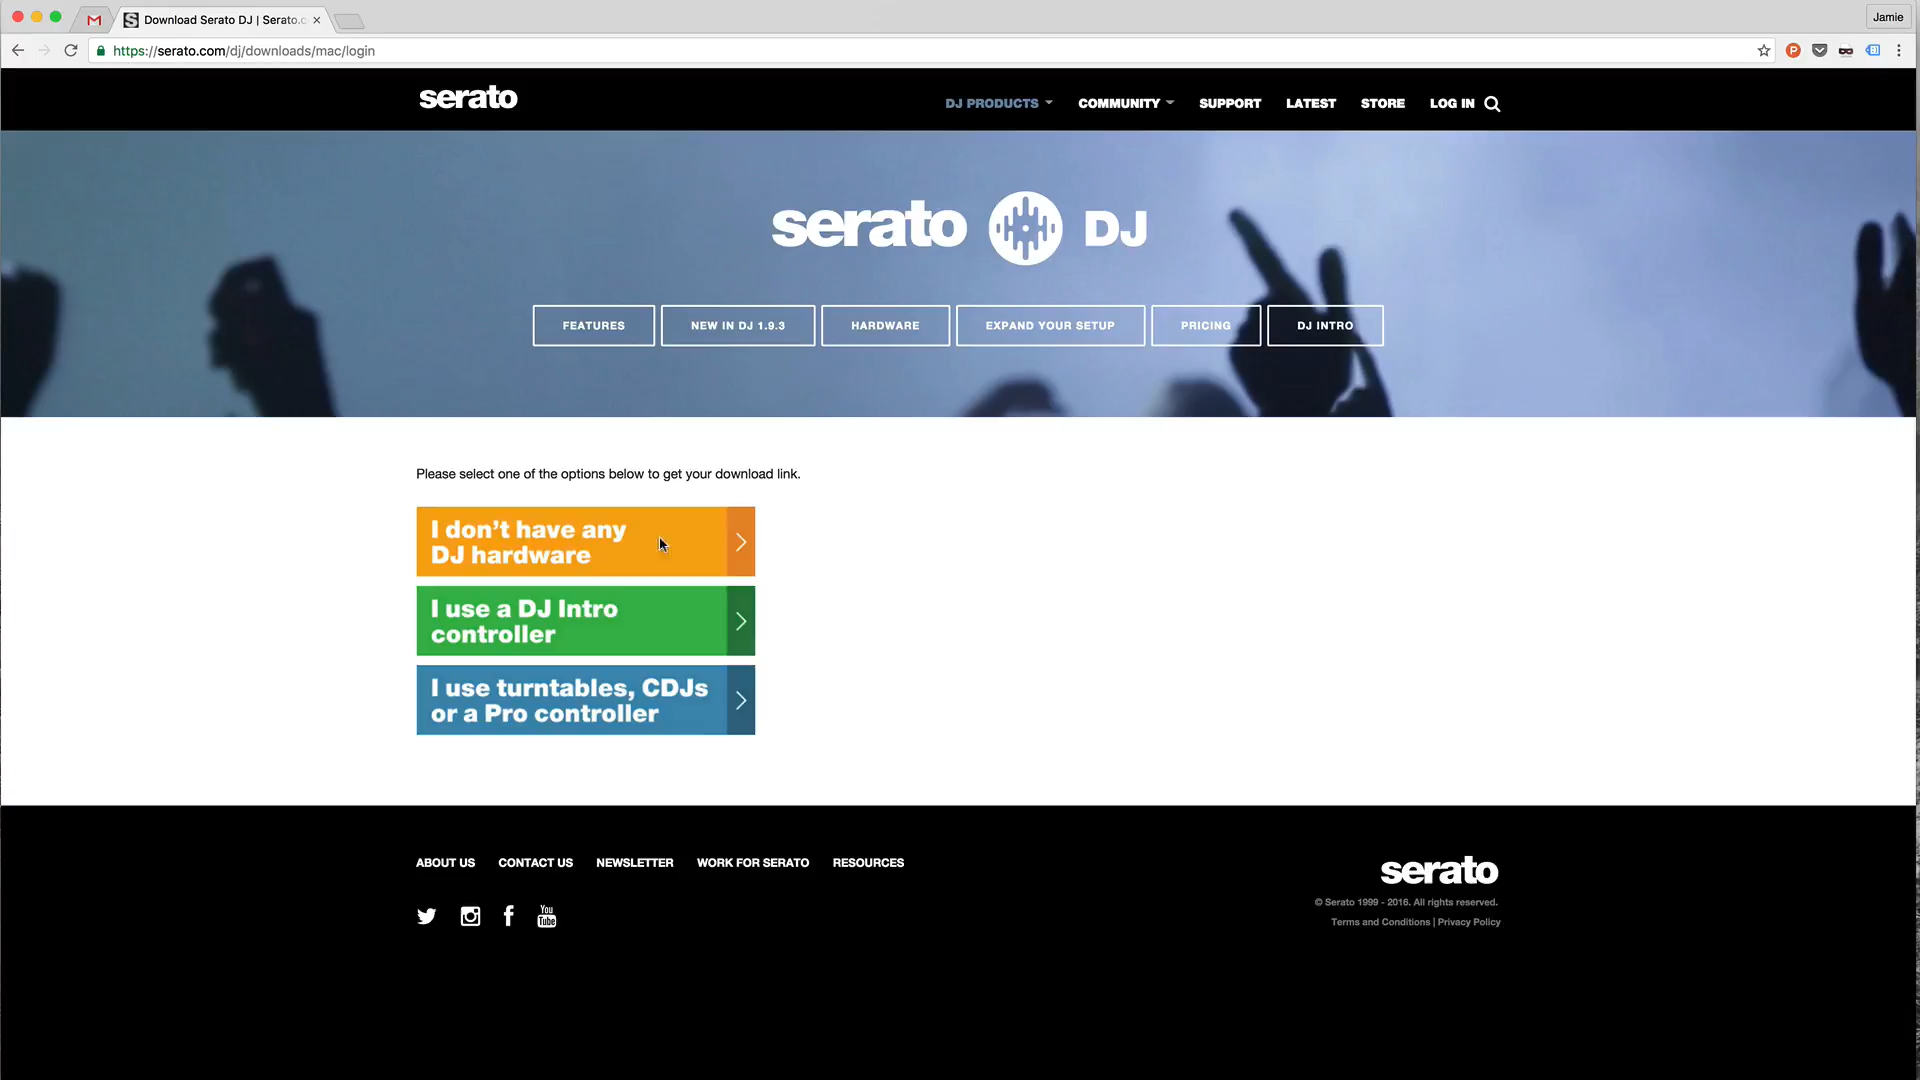 Download Serato DJ | Serato.c
Jamie
https://serato.com/dj/downloads/mac/login
serato
DJ PRODUCTS
COMMUNITY
SUPPORT
LATEST
STORE
LOG IN
serato DJ
FEATURES
NEW IN DJ 1.9.3
HARDWARE
EXPAND YOUR SETUP
PRICING
DJ INTRO
Please select one of the options below to get your download link.
I don’t have any
DJ hardware
I use a DJ Intro
controller
I use turntables, CDJs
or a Pro controller
ABOUT US
CONTACT US
NEWSLETTER
WORK FOR SERATO
RESOURCES
You
Tube
serato
© Serato 1999 - 2016. All rights reserved.
Terms and Conditions | Privacy Policy